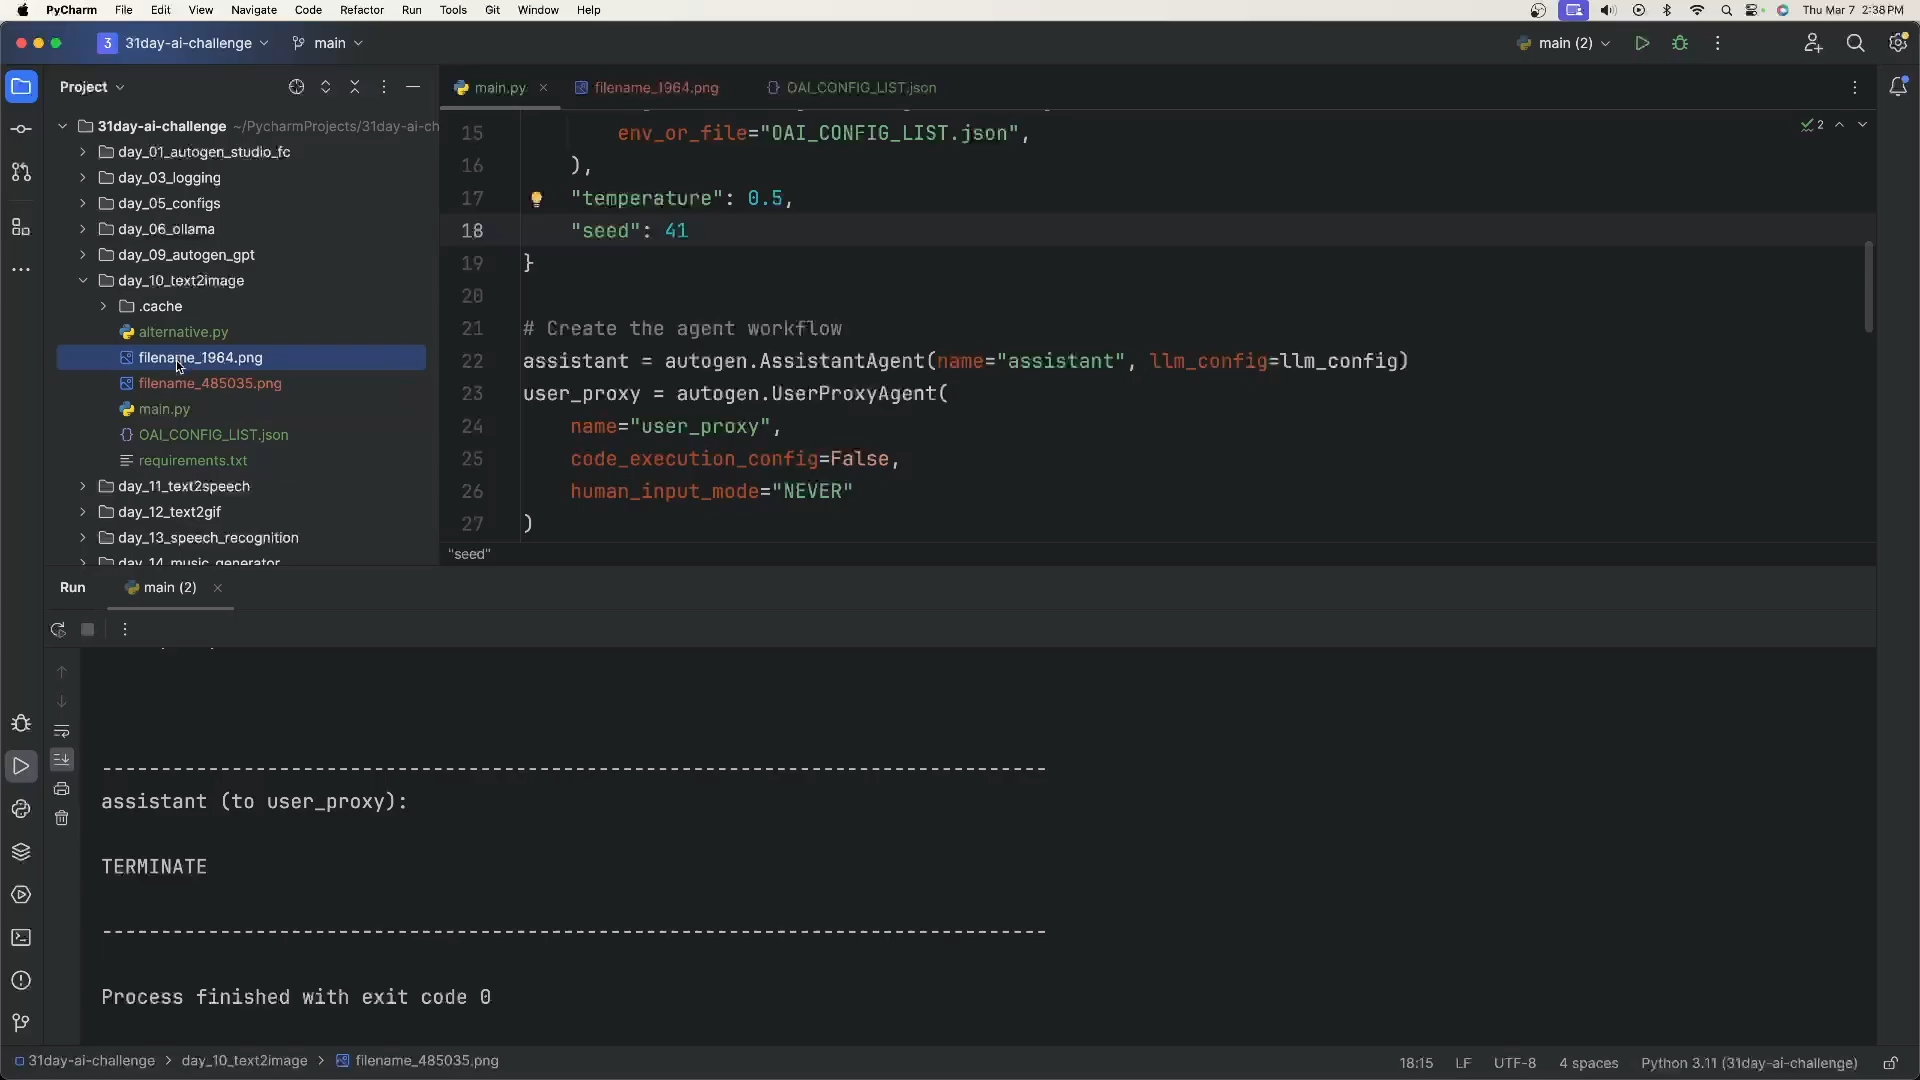 PyCharm File Edit View Navigate Code Refactor Run Tools Git Window Help Thu Mar 7 2:38 PM
3 31day-ai-challenge main main (2)
Project
main.py filename_1964.png OAI_CONFIG_LIST.json
31day-ai-challenge ~/PycharmProjects/31day-ai-ch
day_01_autogen_studio_fc
day_03_logging
day_05_configs
day_06_ollama
day_09_autogen_gpt
day_10_text2image
.cache
alternative.py
filename_1964.png
filename_485035.png
main.py
OAI_CONFIG_LIST.json
requirements.txt
day_11_text2speech
day_12_text2gif
day_13_speech_recognition
day_14_music_generator
2
15 env_or_file="OAI_CONFIG_LIST.json",
16 ),
17 "temperature": 0.5,
18 "seed": 41
19 }
20
21 # Create the agent workflow
22 assistant = autogen.AssistantAgent(name="assistant", llm_config=llm_config)
23 user_proxy = autogen.UserProxyAgent(
24 name="user_proxy",
25 code_execution_config=False,
26 human_input_mode="NEVER"
27 )
"seed"
Run main (2)
--------------------------------------------------------------------------------
assistant (to user_proxy):
TERMINATE
--------------------------------------------------------------------------------
Process finished with exit code 0
31day-ai-challenge > day_10_text2image > filename_485035.png 18:15 LF UTF-8 4 spaces Python 3.11 (31day-ai-challenge)